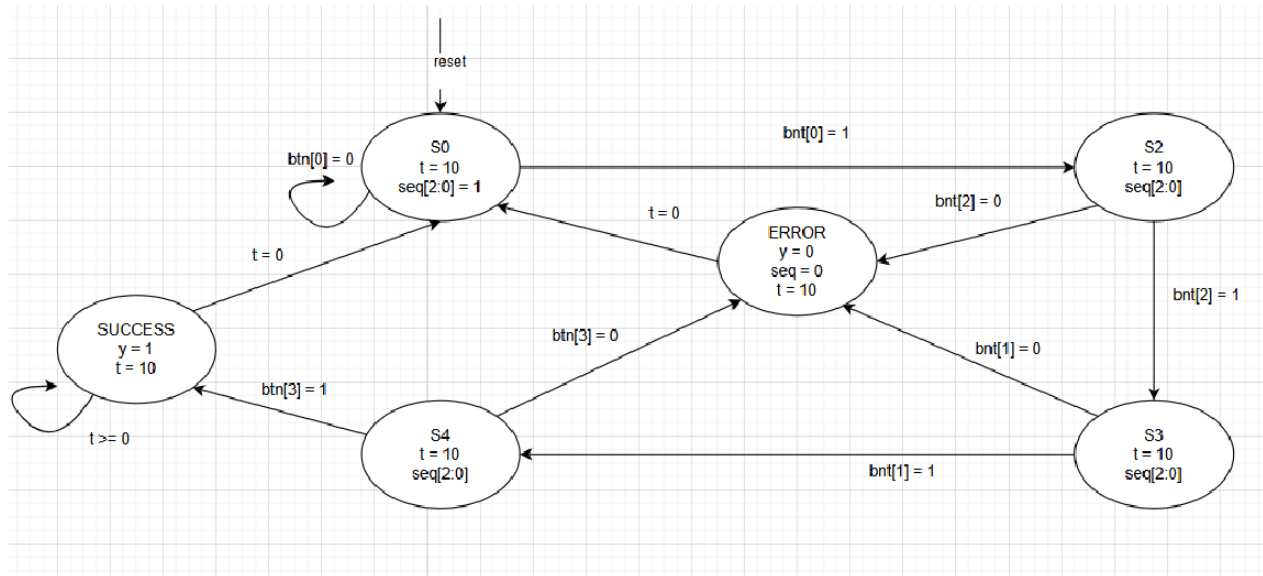 reset
S0
t = 10
seq[2:0] = 1
btn[0] = 0
bnt[0] = 1
S2
t = 10
seq[2:0]
bnt[2] = 0
t=0
ERROR
y = 0
seq = 0
t = 10
t = 0
bnt[2] = 1
SUCCESS
y = 1
t = 10
btn[3] = 0
bnt[1] = 0
btn[3] = 1
t >= 0
S4
t = 10
seq[2:0]
bnt[1] = 1
S3
t = 10
seq[2:0]